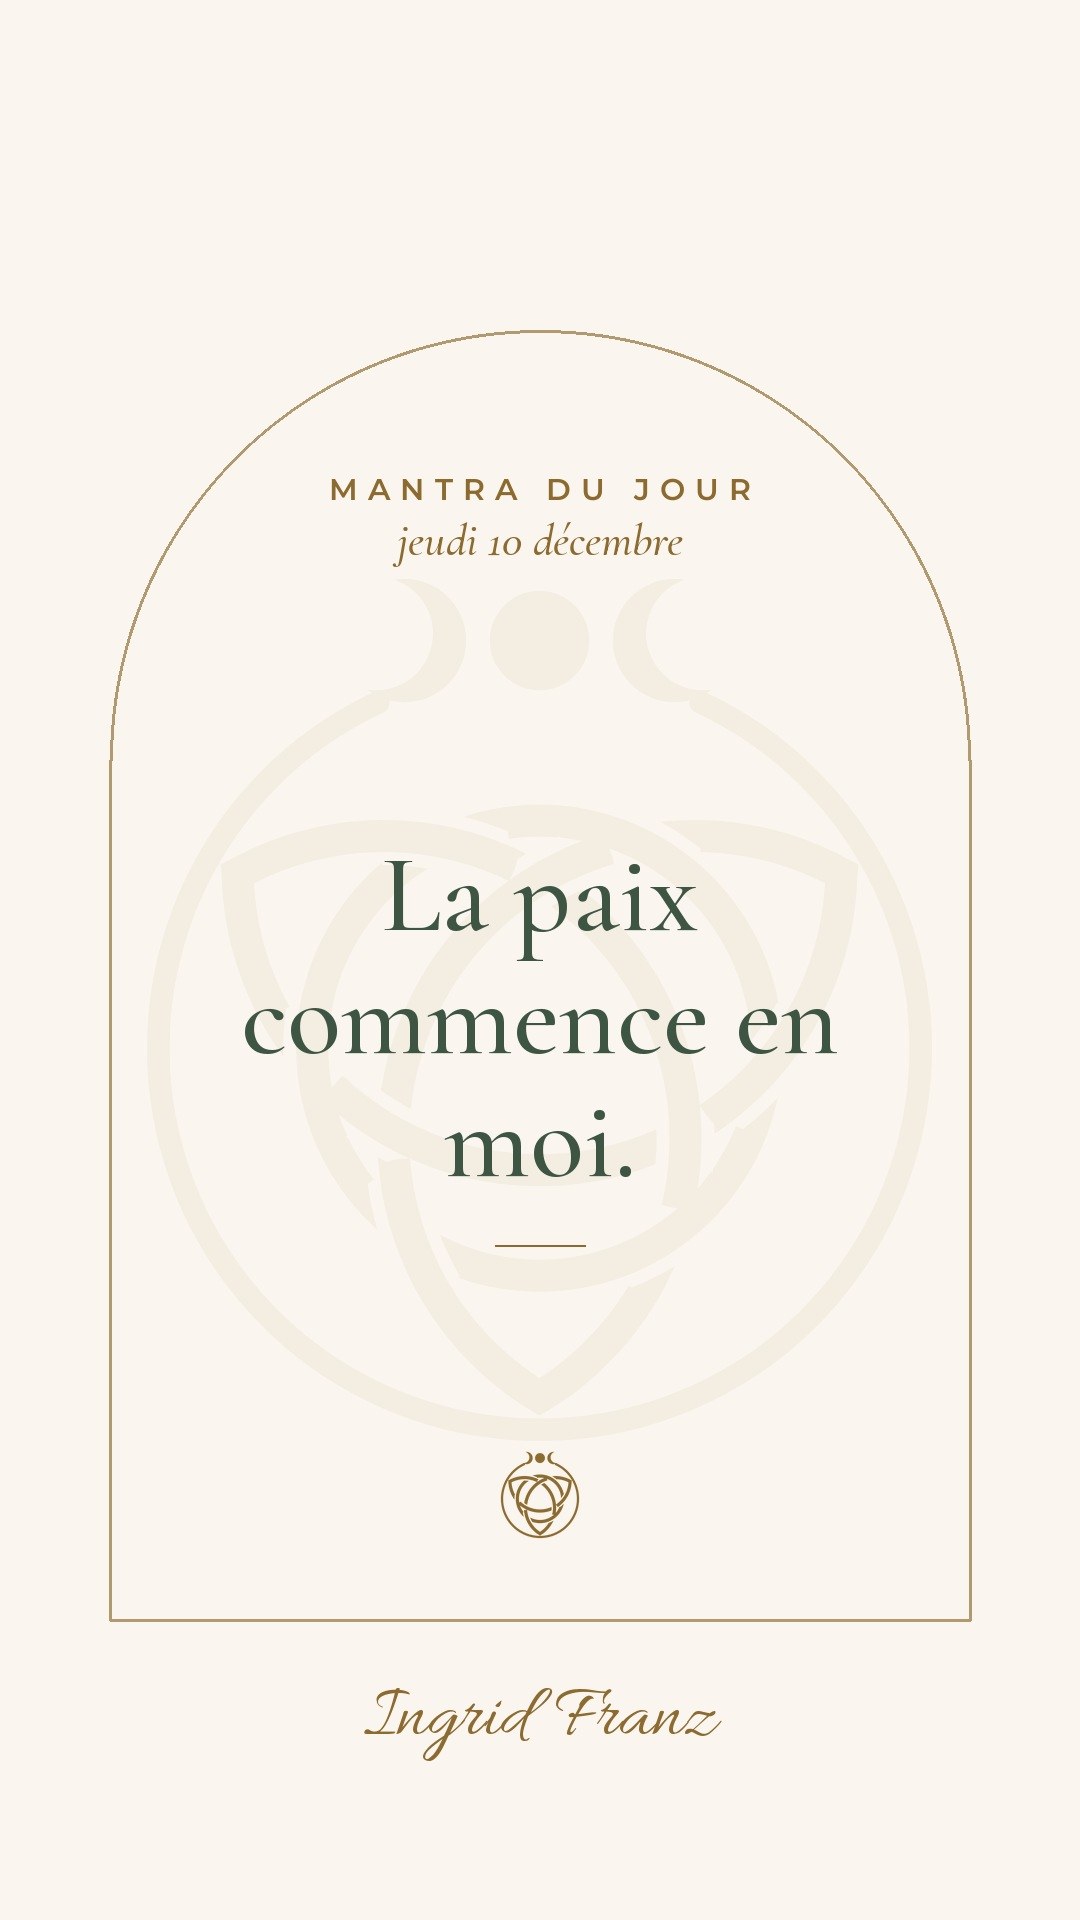 MANTRA DU JOUR
jeudi 10 décembre
La paix
commence en
moi.
Ingrid Franz